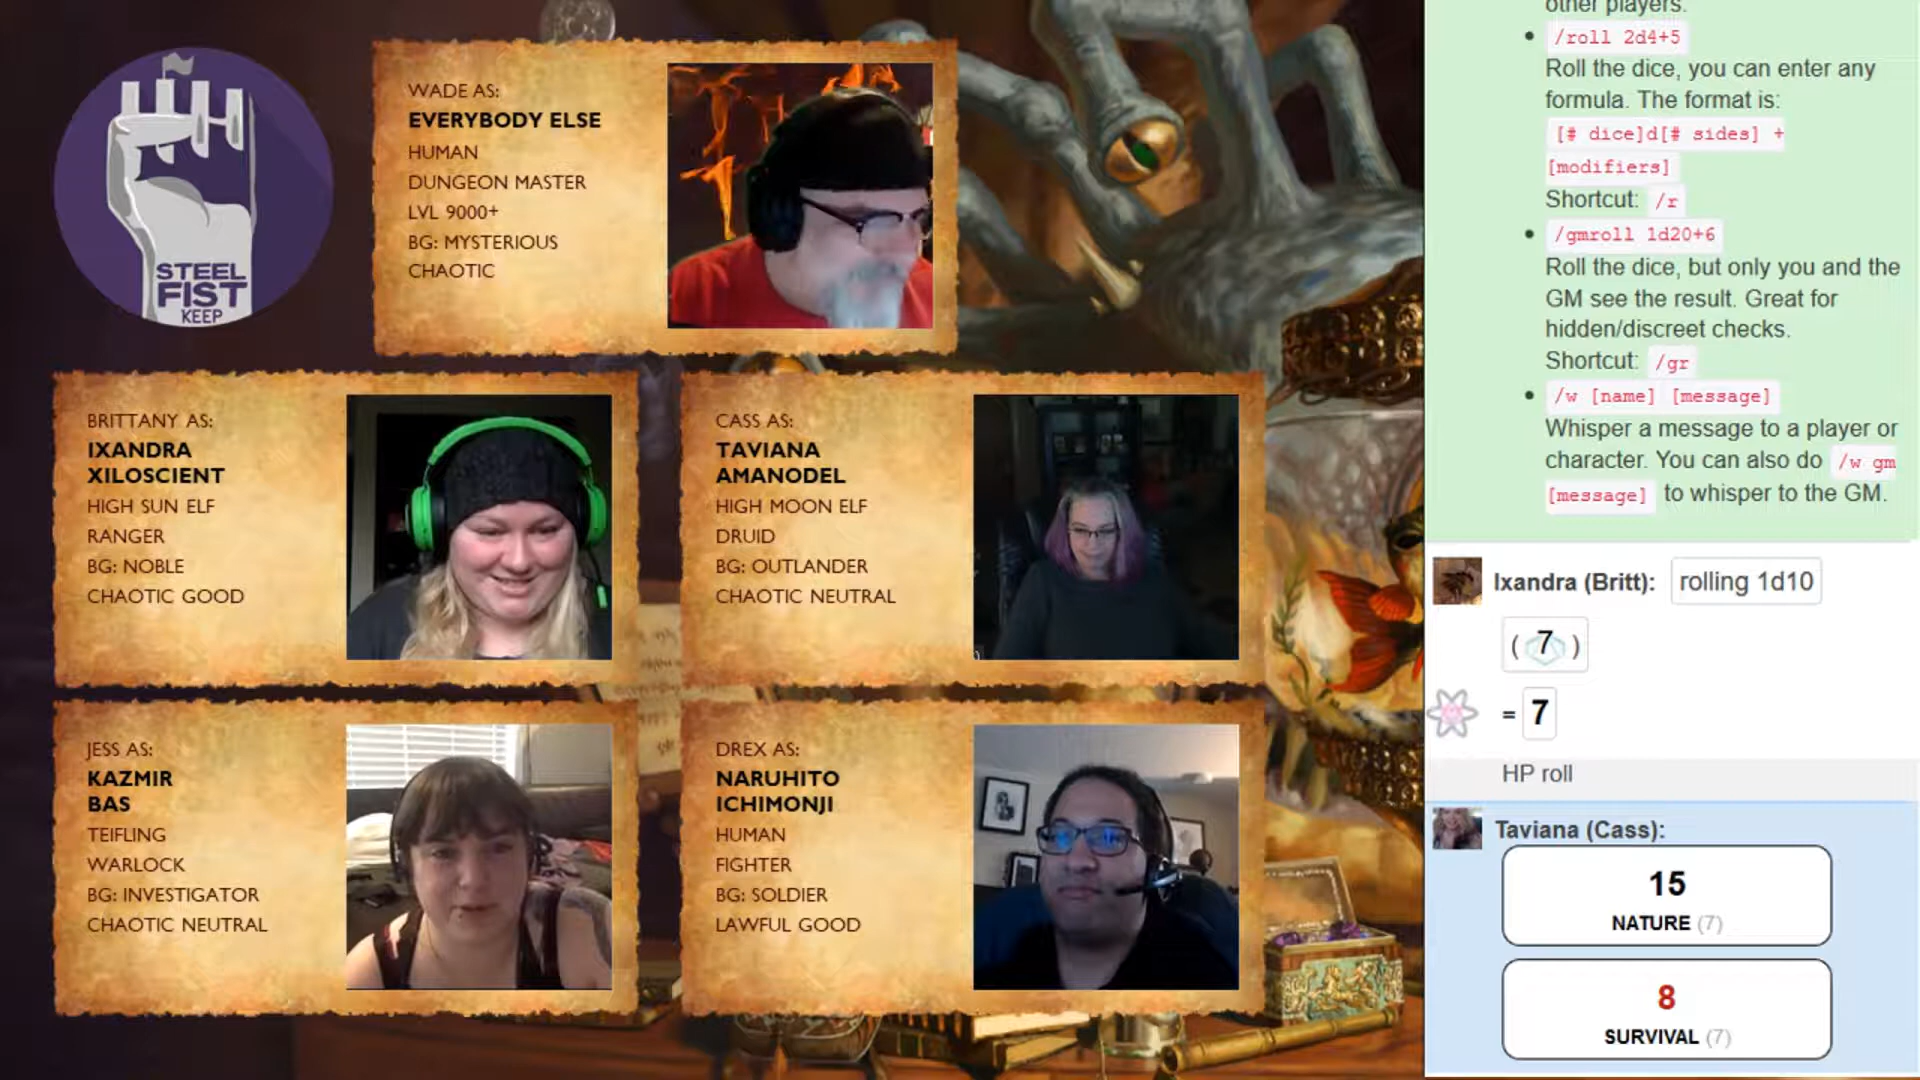 STEEL
FIST
KEEP
WADE AS:
EVERYBODY ELSE
HUMAN
DUNGEON MASTER
LVL 9000+
BG: MYSTERIOUS
CHAOTIC
BRITTANY AS:
IXANDRA
XILOSCIENT
HIGH SUN ELF
RANGER
BG: NOBLE
CHAOTIC GOOD
CASS AS:
TAVIANA
AMANODEL
HIGH MOON ELF
DRUID
BG: OUTLANDER
CHAOTIC NEUTRAL
JESS AS:
KAZMIR
BAS
TEIFLING
WARLOCK
BG: INVESTIGATOR
CHAOTIC NEUTRAL
DREX AS:
NARUHITO
ICHIMONJI
HUMAN
FIGHTER
BG: SOLDIER
LAWFUL GOOD
other players.
/roll 2d4+5
Roll the dice, you can enter any
formula. The format is:
[# dice]d[# sides] +
[modifiers]
Shortcut: /r
/gmroll 1d20+6
Roll the dice, but only you and the
GM see the result. Great for
hidden/discreet checks.
Shortcut: /gr
/w [name] [message]
Whisper a message to a player or
character. You can also do /w gm
[message] to whisper to the GM.
Ixandra (Britt): rolling 1d10
(7)
= 7
HP roll
Taviana (Cass):
15
NATURE (7)
8
SURVIVAL (7)